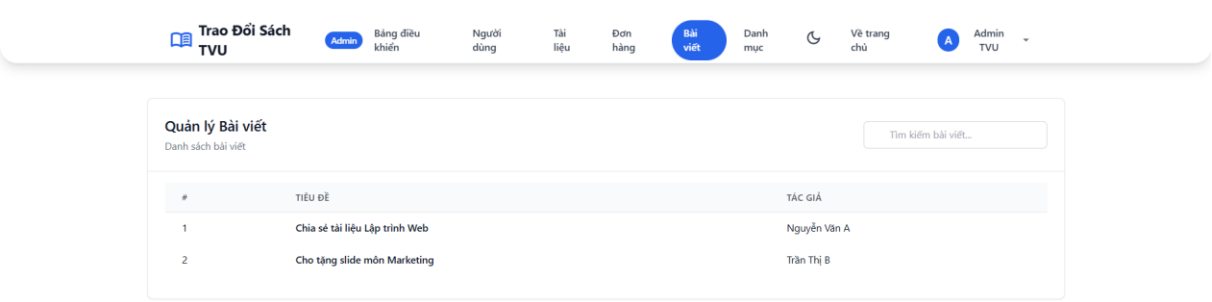 Trao Đổi Sách
TVU
Admin
Bảng điều
khiển
Người
dùng
Tài
liệu
Đơn
hàng
Bài
viết
Danh
mục
Về trang
chủ
A
Admin
TVU
Quản lý Bài viết
Danh sách bài viết
Tìm kiếm bài viết...
# TIÊU ĐỀ TÁC GIẢ
1 Chia sẻ tài liệu Lập trình Web Nguyễn Văn A
2 Cho tặng slide môn Marketing Trần Thị B